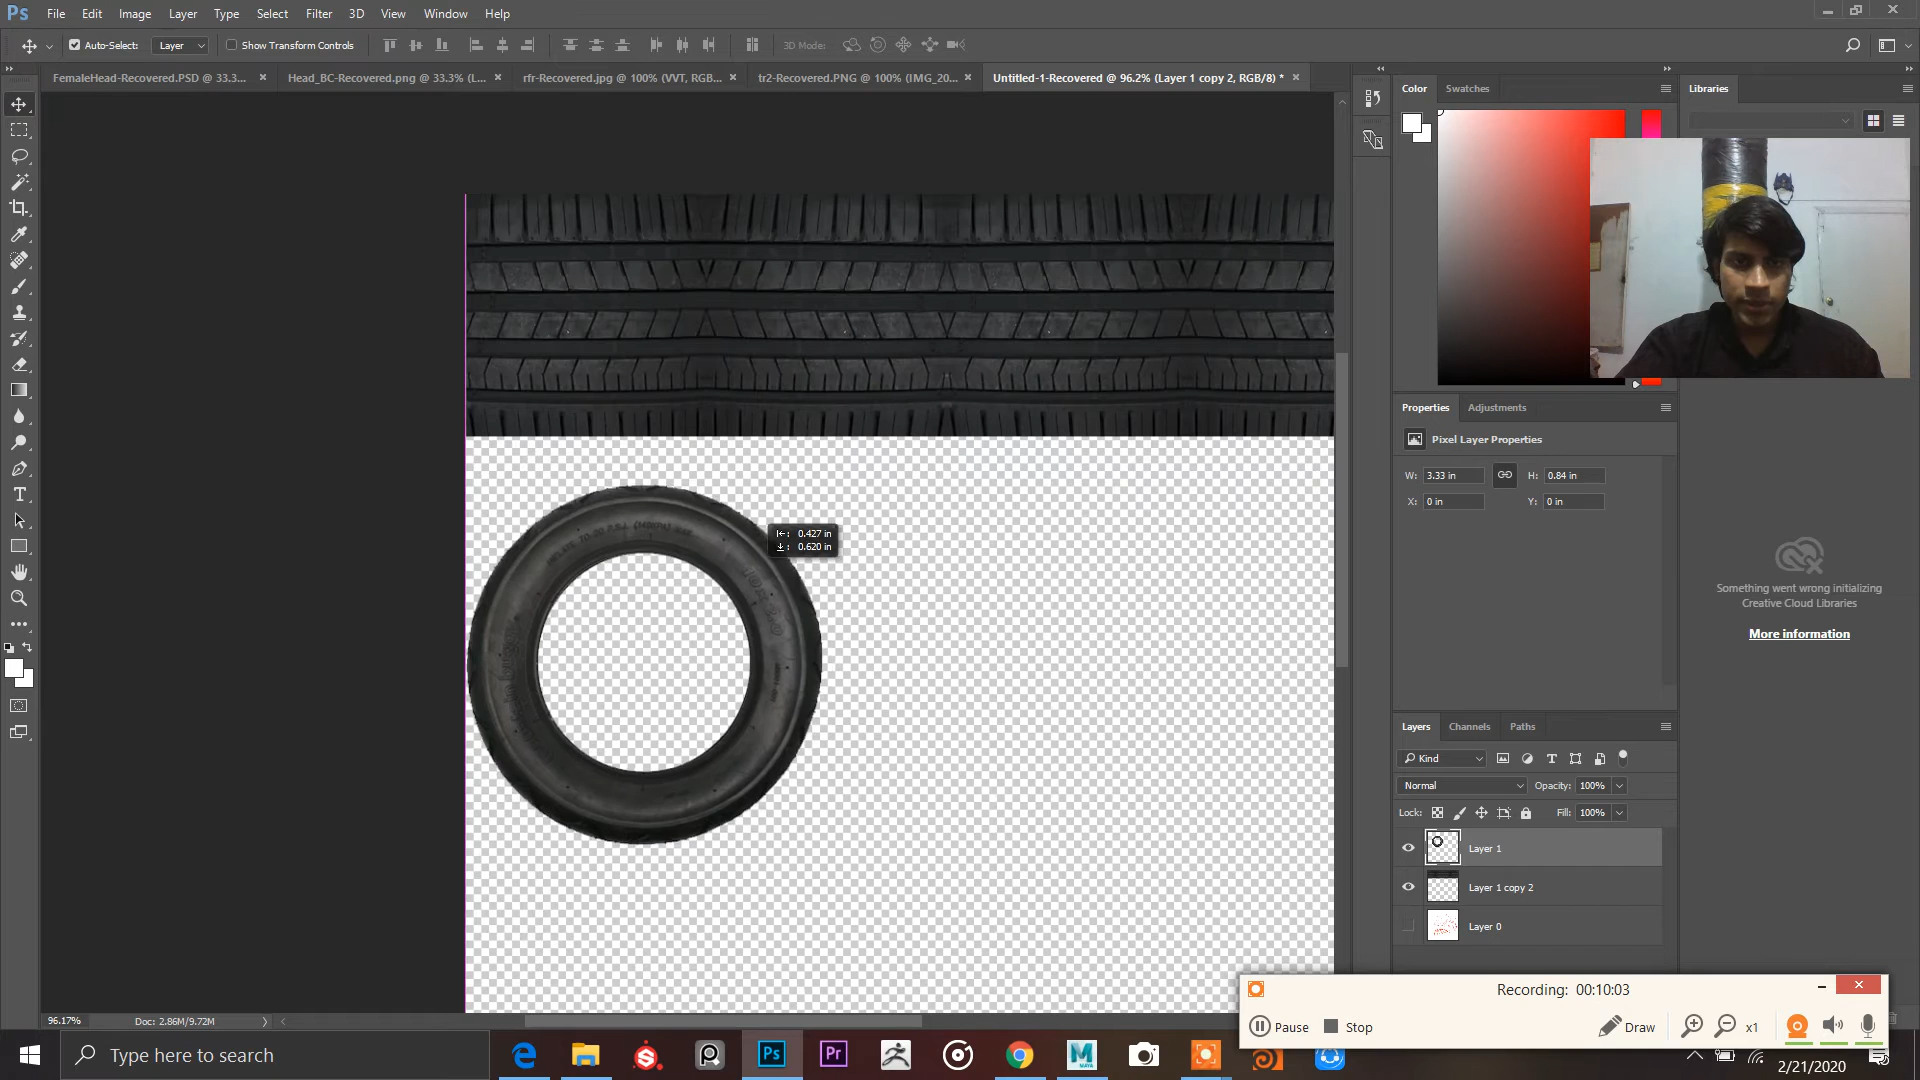 Ps File Edit Image Layer Type Select Filter 3D View Window Help
Auto-Select: Layer Show Transform Controls 3D Mode:
FemaleHead-Recovered.PSD @ 33.3... Head_BC-Recovered.png @ 33.3% (L... rfr-Recovered.jpg @ 100% (VVT, RGB... tr2-Recovered.PNG @ 100% (IMG_20... Untitled-1-Recovered @ 96.2% (Layer 1 copy 2, RGB/8) *
Color Swatches
Libraries
Properties Adjustments
Pixel Layer Properties
W: 3.33 in H: 0.84 in
X: 0 in Y: 0 in
0.427 in
0.620 in
Something went wrong initializing
Creative Cloud Libraries
More information
Layers Channels Paths
Kind
Normal Opacity: 100%
Lock: Fill: 100%
Layer 1
Layer 1 copy 2
Layer 0
96.17% Doc: 2.86M/9.72M
Recording: 00:10:03
Pause Stop Draw x1
Type here to search
Ps Pr
2/21/2020